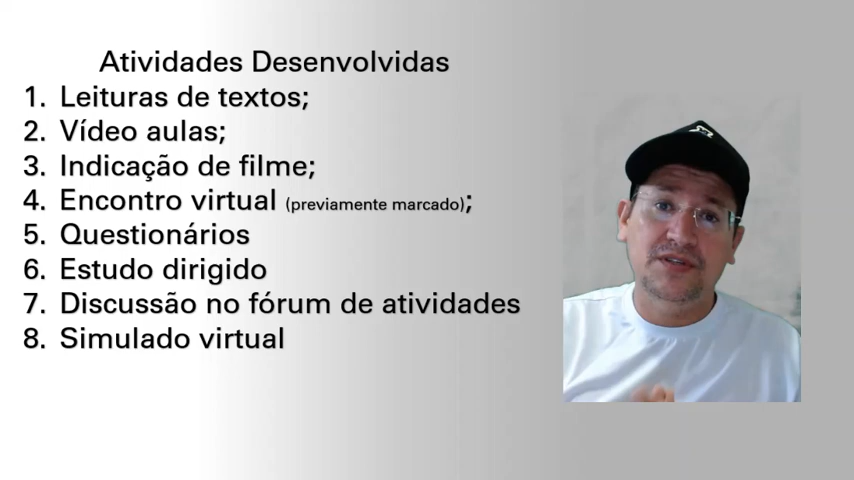 Atividades Desenvolvidas
1. Leituras de textos;
2. Vídeo aulas;
3. Indicação de filme;
4. Encontro virtual (previamente marcado);
5. Questionários
6. Estudo dirigido
7. Discussão no fórum de atividades
8. Simulado virtual